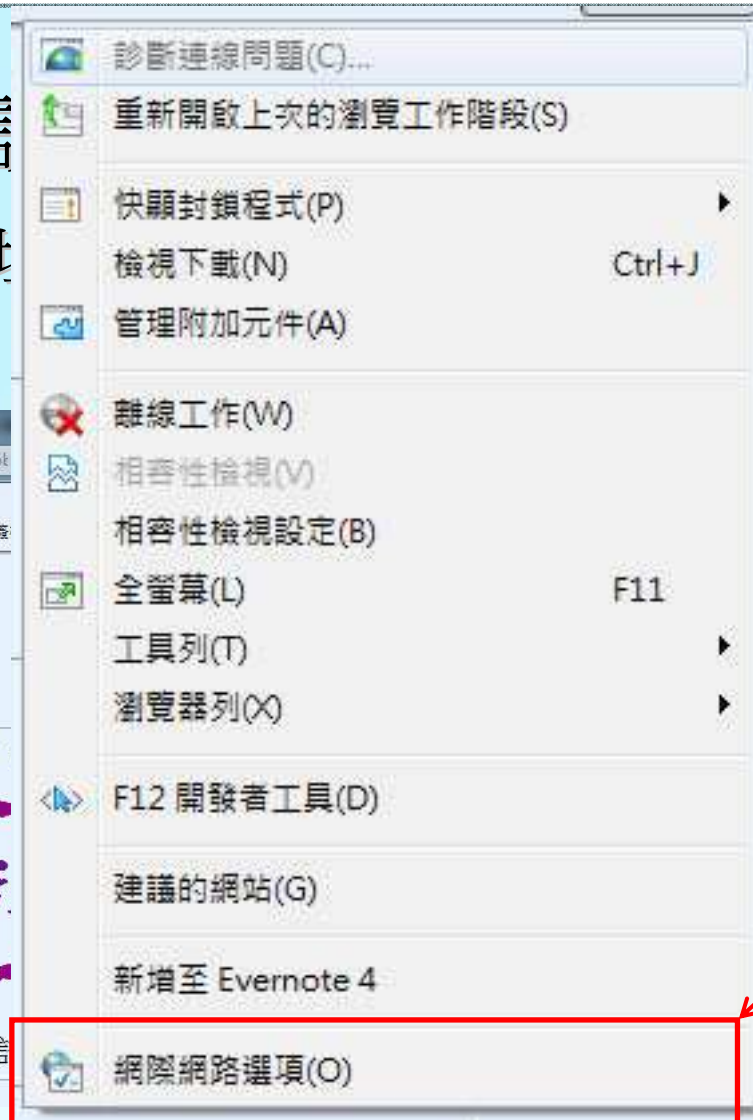 診斷連線問題(C)...
重新開啟上次的瀏覽工作階段(S)
快顯封鎖程式(P)
檢視下載(N) Ctrl+J
管理附加元件(A)
離線工作(W)
相容性檢視(V)
相容性檢視設定(B)
全螢幕(L) F11
工具列(T)
瀏覽器列(X)
F12 開發者工具(D)
建議的網站(G)
新增至 Evernote 4
網際網路選項(O)